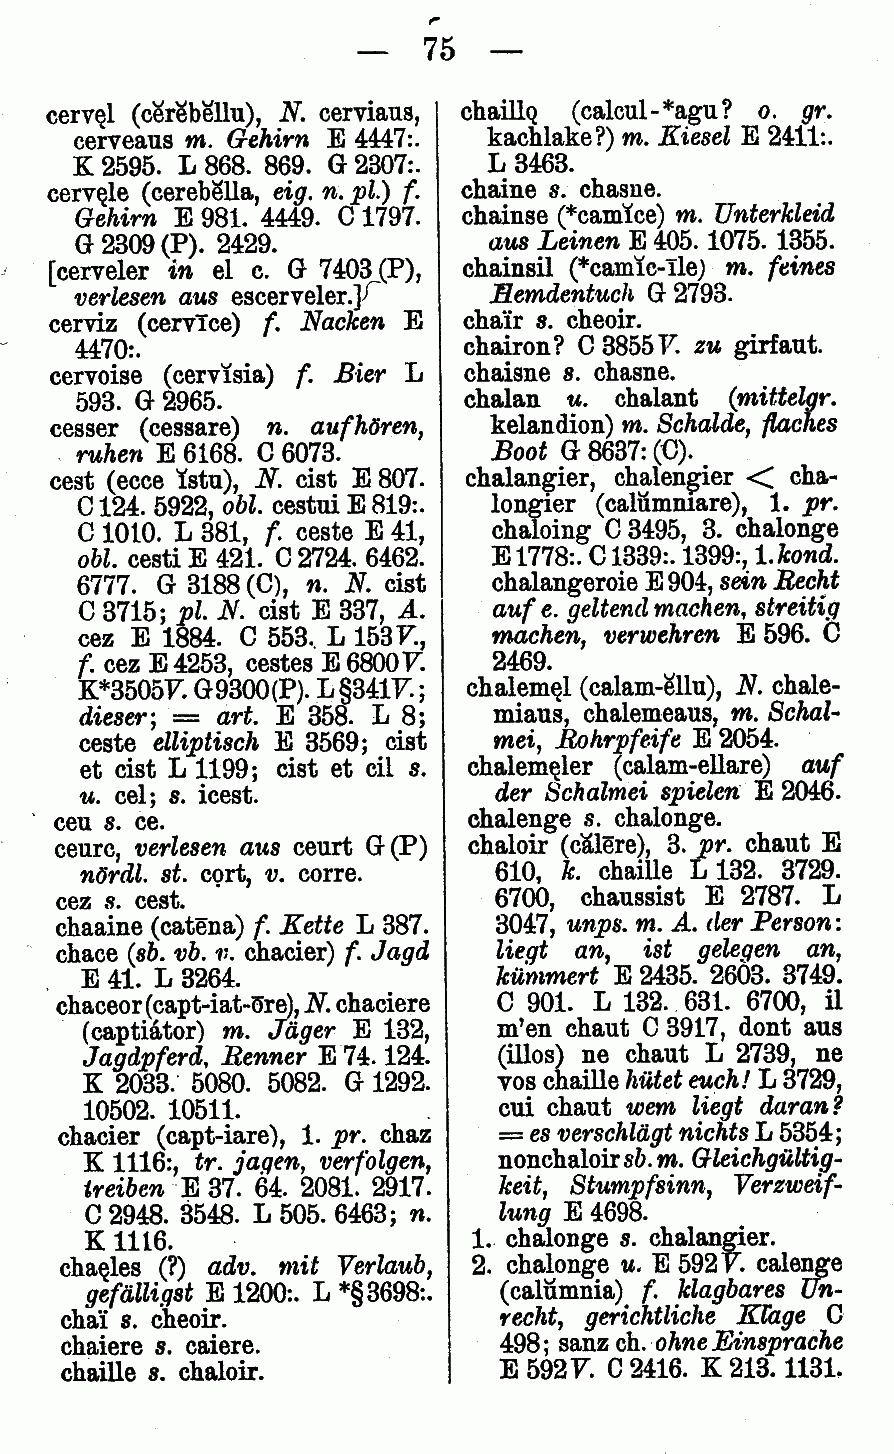 — 75 —
cervęl (cĕrĕbĕllu), N. cerviaus,
cerveaus m. Gehirn E 4447:.
K 2595. L 868. 869. G 2307:.
cervęle (cerebĕlla, eig. n. pl.) f.
Gehirn E 981. 4449. C 1797.
G 2309 (P). 2429.
[cerveler in el c. G 7403 (P),
verlesen aus escerveler.]
cerviz (cervīce) f. Nacken E
4470:.
cervoise (cervĭsia) f. Bier L
593. G 2965.
cesser (cessare) n. aufhören,
ruhen E 6168. C 6073.
cest (ecce ĭstu), N. cist E 807.
C 124. 5922, obl. cestui E 819:.
C 1010. L 381, f. ceste E 41,
obl. cesti E 421. C 2724. 6462.
6777. G 3188 (C), n. N. cist
C 3715; pl. N. cist E 337, A.
cez E 1884. C 553. L 153 V.,
f. cez E 4253, cestes E 6800 V.
K*3505V. G 9300 (P). L §341V.;
dieser; = art. E 358. L 8;
ceste elliptisch E 3569; cist
et cist L 1199; cist et cil s.
u. cel; s. icest.
ceu s. ce.
ceurc, verlesen aus ceurt G (P)
nördl. st. cọrt, v. corre.
cez s. cest.
chaaine (catēna) f. Kette L 387.
chace (sb. vb. v. chacier) f. Jagd
E 41. L 3264.
chaceor (capt-iat-ōre), N. chaciere
(captiátor) m. Jäger E 132,
Jagdpferd, Renner E 74. 124.
K 2033. 5080. 5082. G 1292.
10502. 10511.
chacier (capt-iare), 1. pr. chaz
K 1116:, tr. jagen, verfolgen,
treiben E 37. 64. 2081. 2917.
C 2948. 3548. L 505. 6463; n.
K 1116.
chaęles (?) adv. mit Verlaub,
gefälligst E 1200:. L *§3698:.
chaï s. cheoir.
chaiere s. caiere.
chaille s. chaloir.
chaillǫ (calcul-*agu? o. gr.
kachlake?) m. Kiesel E 2411:.
L 3463.
chaine s. chasne.
chainse (*camĭce) m. Unterkleid
aus Leinen E 405. 1075. 1355.
chainsil (*camĭc-īle) m. feines
Hemdentuch G 2793.
chaïr s. cheoir.
chairon? C 3855 V. zu girfaut.
chaisne s. chasne.
chalan u. chalant (mittelgr.
kelandion) m. Schalde, flaches
Boot G 8637: (C).
chalangier, chalengier < cha-
longier (calŭmniare), 1. pr.
chaloing C 3495, 3. chalonge
E 1778:. C 1339:. 1399:, 1. kond.
chalangeroie E 904, sein Recht
auf e. geltend machen, streitig
machen, verwehren E 596. C
2469.
chalemęl (calam-ĕllu), N. chale-
miaus, chalemeaus, m. Schal-
mei, Rohrpfeife E 2054.
chalemęler (calam-ellare) auf
der Schalmei spielen E 2046.
chalenge s. chalonge.
chaloir (călēre), 3. pr. chaut E
610, k. chaille L 132. 3729.
6700, chaussist E 2787. L
3047, unps. m. A. der Person:
liegt an, ist gelegen an,
kümmert E 2435. 2603. 3749.
C 901. L 132. 631. 6700, il
m'en chaut C 3917, dont aus
(illos) ne chaut L 2739, ne
vos chaille hütet euch! L 3729,
cui chaut wem liegt daran?
= es verschlägt nichts L 5354;
nonchaloir sb. m. Gleichgültig-
keit, Stumpfsinn, Verzweif-
lung E 4698.
1. chalonge s. chalangier.
2. chalonge u. E 592 V. calenge
(calŭmnia) f. klagbares Un-
recht, gerichtliche Klage C
498; sanz ch. ohne Einsprache
E 592 V. C 2416. K 213. 1131.